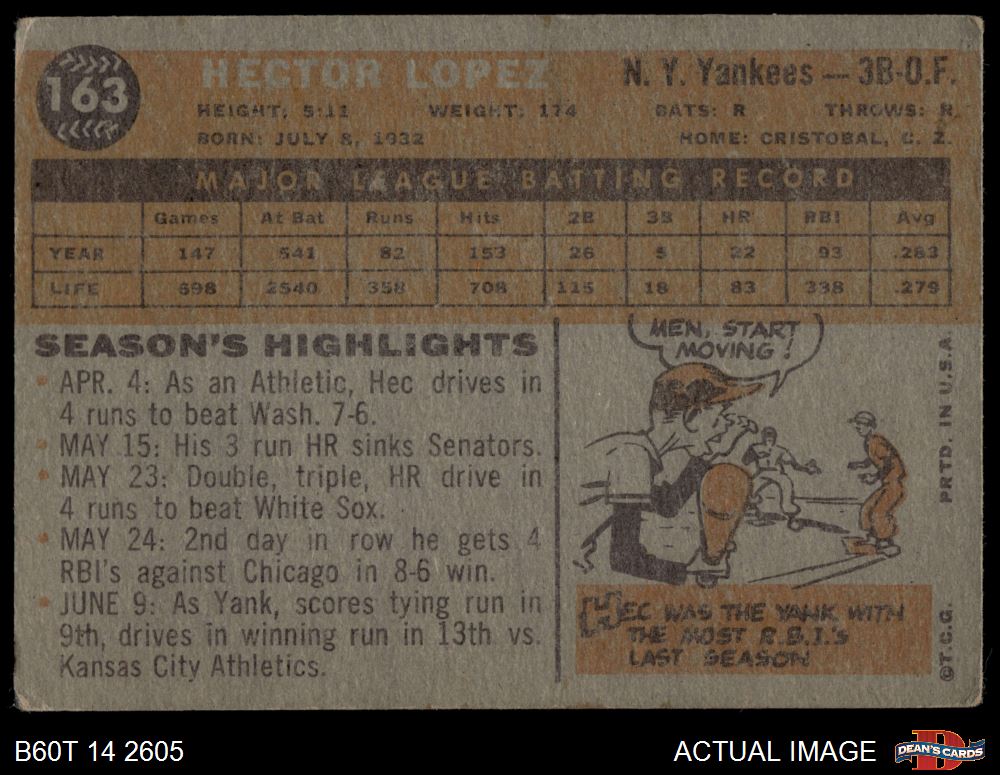 163
HECTOR LOPEZ
N. Y. Yankees — 3B-O.F.
HEIGHT: 5:11 WEIGHT: 174 BATS: R THROWS: R
BORN: JULY 8, 1932 HOME: CRISTOBAL, C. Z.
MAJOR LEAGUE BATTING RECORD
Games At Bat Runs Hits 2B 3B HR RBI Avg
YEAR 147 541 82 153 26 5 22 93 .283
LIFE 698 2540 358 708 115 18 83 338 .279
SEASON'S HIGHLIGHTS
• APR. 4: As an Athletic, Hec drives in
4 runs to beat Wash. 7-6.
• MAY 15: His 3 run HR sinks Senators.
• MAY 23: Double, triple, HR drive in
4 runs to beat White Sox.
• MAY 24: 2nd day in row he gets 4
RBI's against Chicago in 8-6 win.
• JUNE 9: As Yank, scores tying run in
9th, drives in winning run in 13th vs.
Kansas City Athletics.
MEN, START
MOVING!
HEC WAS THE YANK WITH
THE MOST R.B.I.'S
LAST SEASON
PRTD. IN U.S.A.
©T.C.G.
B60T 14 2605
ACTUAL IMAGE
DEAN'S CARDS